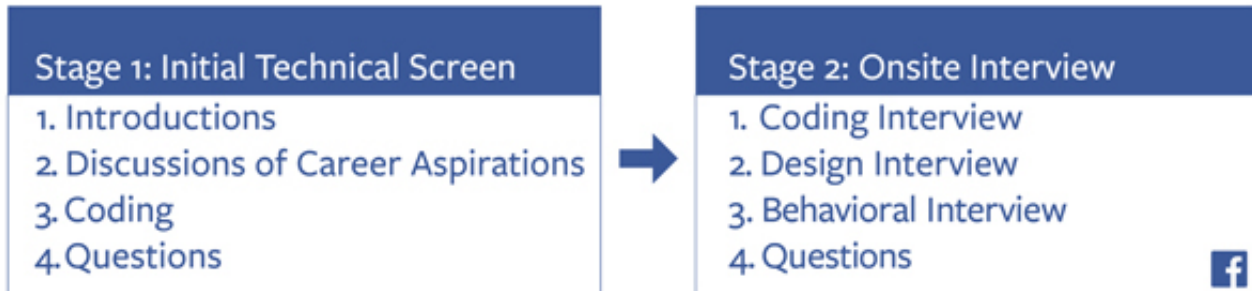 Stage 1: Initial Technical Screen
1. Introductions
2. Discussions of Career Aspirations
3. Coding
4. Questions
Stage 2: Onsite Interview
1. Coding Interview
2. Design Interview
3. Behavioral Interview
4. Questions
f